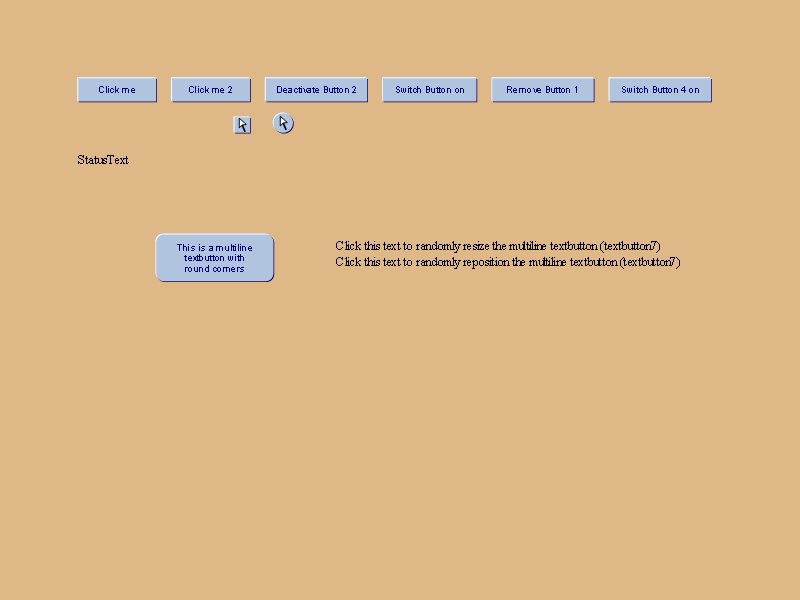 Click me
Click me 2
Deactivate Button 2
Switch Button on
Remove Button 1
Switch Button 4 on
StatusText
This is a multiline
textbutton with
round corners
Click this text to randomly resize the multiline textbutton (textbutton7)
Click this text to randomly reposition the multiline textbutton (textbutton7)